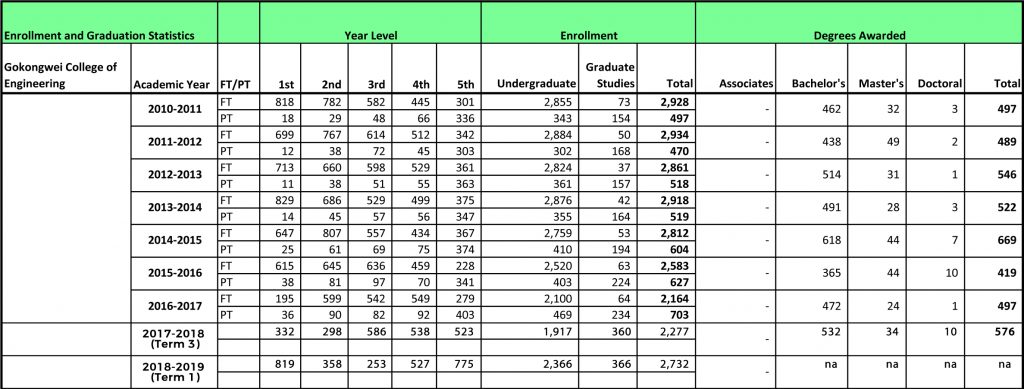 Enrollment and Graduation Statistics Year Level Enrollment Degrees Awarded
Gokongwei College of Engineering Academic Year FT/PT 1st 2nd 3rd 4th 5th Undergraduate Graduate Studies Total Associates Bachelor's Master's Doctoral Total
2010-2011 FT 818 782 582 445 301 2,855 73 2,928 - 462 32 3 497
PT 18 29 48 66 336 343 154 497
2011-2012 FT 699 767 614 512 342 2,884 50 2,934 - 438 49 2 489
PT 12 38 72 45 303 302 168 470
2012-2013 FT 713 660 598 529 361 2,824 37 2,861 - 514 31 1 546
PT 11 38 51 55 363 361 157 518
2013-2014 FT 829 686 529 499 375 2,876 42 2,918 - 491 28 3 522
PT 14 45 57 56 347 355 164 519
2014-2015 FT 647 807 557 434 367 2,759 53 2,812 - 618 44 7 669
PT 25 61 69 75 374 410 194 604
2015-2016 FT 615 645 636 459 228 2,520 63 2,583 - 365 44 10 419
PT 38 81 97 70 341 403 224 627
2016-2017 FT 195 599 542 549 279 2,100 64 2,164 - 472 24 1 497
PT 36 90 82 92 403 469 234 703
2017-2018 332 298 586 538 523 1,917 360 2,277 - 532 34 10 576
(Term 3)
2018-2019 819 358 253 527 775 2,366 366 2,732 - na na na na
(Term 1)